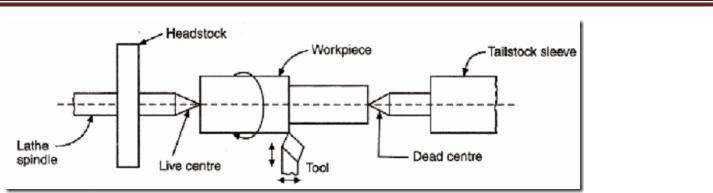 Headstock
Workpiece
Tailstock sleeve
Lathe
spindle
Live centre
Tool
Dead centre